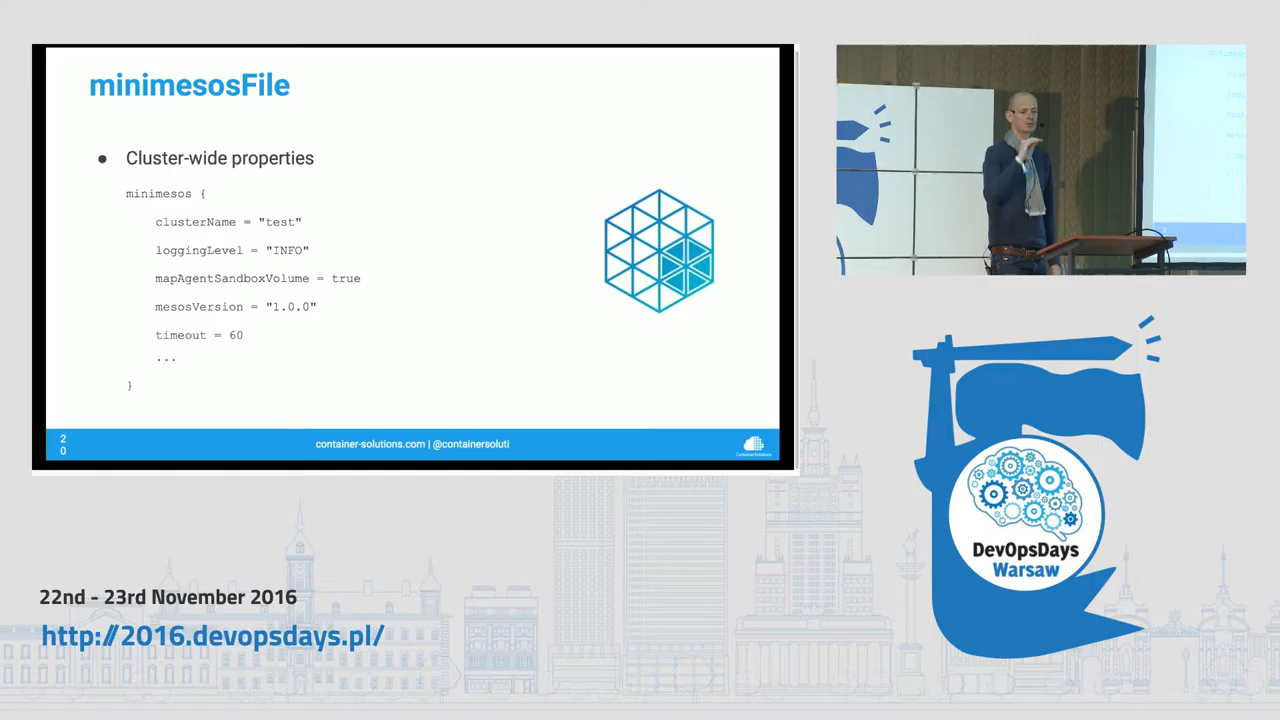 minimesosFile
● Cluster-wide properties
minimesos {
clusterName = "test"
loggingLevel = "INFO"
mapAgentSandboxVolume = true
mesosVersion = "1.0.0"
timeout = 60
...
}
2
0
container-solutions.com | @containersoluti
ContainerSolutions
22nd - 23rd November 2016
http://2016.devopsdays.pl/
DevOpsDays
Warsaw